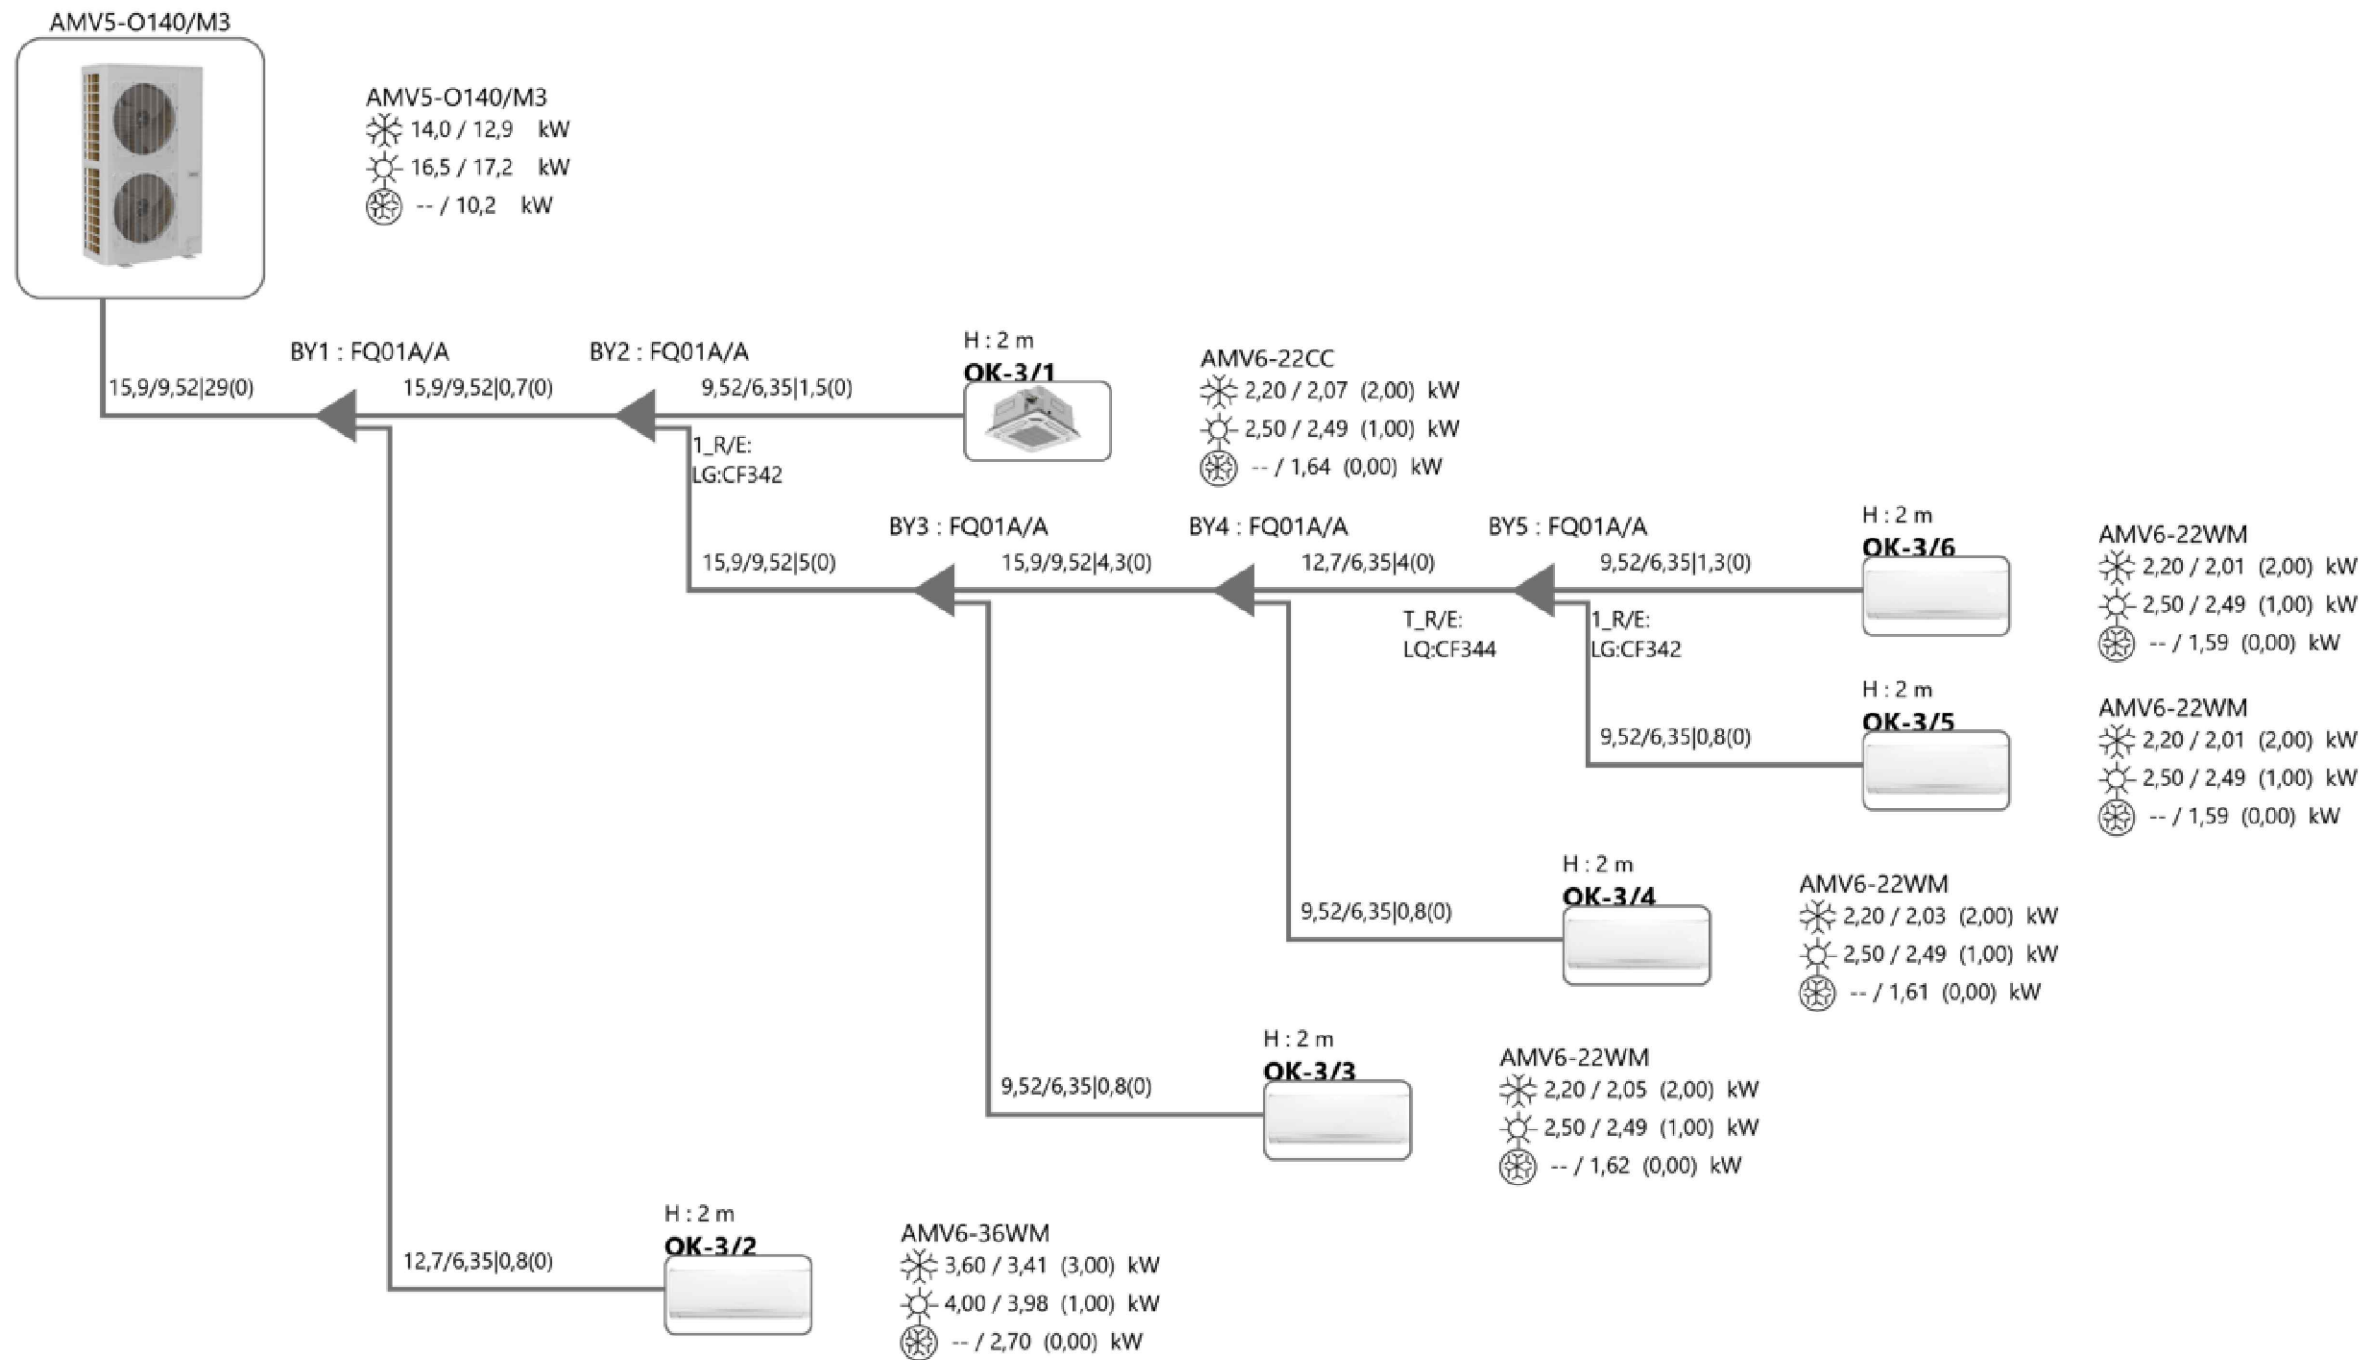 AMV5-O140/M3
AMV5-O140/M3
14,0 / 12,9 kW
16,5 / 17,2 kW
-- / 10,2 kW
BY1 : FQ01A/A
BY2 : FQ01A/A
H : 2 m
OK-3/1
15,9/9,52|29(0)
15,9/9,52|0,7(0)
9,52/6,35|1,5(0)
1_R/E:
LG:CF342
AMV6-22CC
2,20 / 2,07 (2,00) kW
2,50 / 2,49 (1,00) kW
-- / 1,64 (0,00) kW
BY3 : FQ01A/A
BY4 : FQ01A/A
BY5 : FQ01A/A
H : 2 m
OK-3/6
15,9/9,52|5(0)
15,9/9,52|4,3(0)
12,7/6,35|4(0)
9,52/6,35|1,3(0)
T_R/E:
LQ:CF344
1_R/E:
LG:CF342
AMV6-22WM
2,20 / 2,01 (2,00) kW
2,50 / 2,49 (1,00) kW
-- / 1,59 (0,00) kW
H : 2 m
OK-3/5
9,52/6,35|0,8(0)
AMV6-22WM
2,20 / 2,01 (2,00) kW
2,50 / 2,49 (1,00) kW
-- / 1,59 (0,00) kW
H : 2 m
OK-3/4
9,52/6,35|0,8(0)
AMV6-22WM
2,20 / 2,03 (2,00) kW
2,50 / 2,49 (1,00) kW
-- / 1,61 (0,00) kW
H : 2 m
OK-3/3
9,52/6,35|0,8(0)
AMV6-22WM
2,20 / 2,05 (2,00) kW
2,50 / 2,49 (1,00) kW
-- / 1,62 (0,00) kW
H : 2 m
OK-3/2
12,7/6,35|0,8(0)
AMV6-36WM
3,60 / 3,41 (3,00) kW
4,00 / 3,98 (1,00) kW
-- / 2,70 (0,00) kW